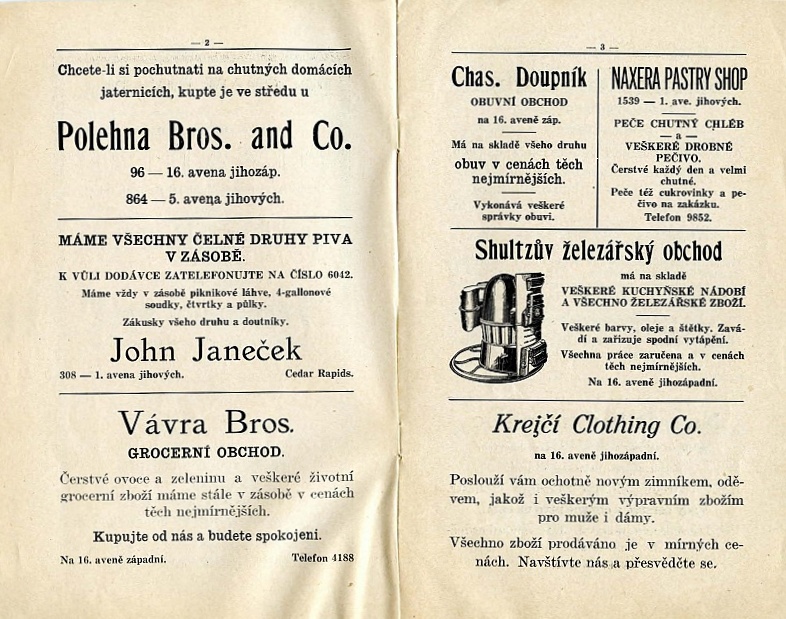 — 2 —
Chcete-li si pochutnati na chutných domácích
jaternicích, kupte je ve středu u
Polehna Bros. and Co.
96 — 16. avena jihozáp.
864 — 5. avena jihových.
MÁME VŠECHNY ČELNÉ DRUHY PIVA
V ZÁSOBĚ.
K VŮLI DODÁVCE ZATELEFONUJTE NA ČÍSLO 6042.
Máme vždy v zásobě piknikové láhve, 4-gallonové
soudky, čtvrtky a půlky.
Zákusky všeho druhu a doutníky.
John Janeček
308 — 1. avena jihových. Cedar Rapids.
Vávra Bros.
GROCERNÍ OBCHOD.
Čerstvé ovoce a zeleninu a veškeré životní
grocerní zboží máme stále v zásobě v cenách
těch nejmírnějších.
Kupujte od nás a budete spokojeni.
Na 16. aveně západní. Telefon 4188
— 3 —
Chas. Doupník
OBUVNÍ OBCHOD
na 16. aveně záp.
Má na skladě všeho druhu
obuv v cenách těch
nejmírnějších.
Vykonává veškeré
správky obuvi.
NAXERA PASTRY SHOP
1539 — 1. ave. jihových.
PEČE CHUTNÝ CHLÉB
— a —
VEŠKERÉ DROBNÉ
PEČIVO.
Čerstvé každý den a velmi
chutné.
Peče též cukrovinky a pe-
čivo na zakázku.
Telefon 9852.
Shultzův železářský obchod
má na skladě
VEŠKERÉ KUCHYŇSKÉ NÁDOBÍ
A VŠECHNO ŽELEZÁŘSKÉ ZBOŽÍ.
Veškeré barvy, oleje a štětky. Zavá-
dí a zařizuje spodní vytápění.
Všechna práce zaručena a v cenách
těch nejmírnějších.
Na 16. aveně jihozápadní.
Krejčí Clothing Co.
na 16. aveně jihozápadní.
Poslouží vám ochotně novým zimníkem, odě-
vem, jakož i veškerým výpravním zbožím
pro muže i dámy.
Všechno zboží prodáváno je v mírných ce-
nách. Navštívte nás a přesvědčte se.